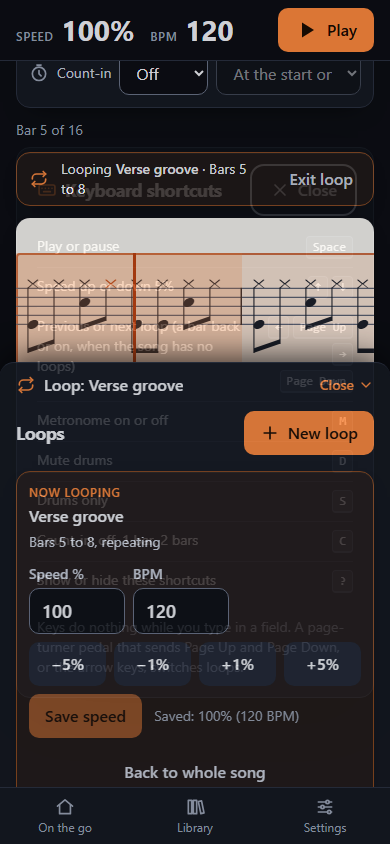 SPEED 100% BPM 120 Play
Count-in Off At the start or
Bar 5 of 16
Looping Verse groove · Bars 5
to 8
Exit loop
Keyboard shortcuts Close
Play or pause Space
Speed up or down
Previous or next loop (a bar back Page Up
or on, when the song has no
loops)
Page
Loop: Verse groove Close
Metronome on or off M
Loops New loop
Mute drums D
NOW LOOPING
Drums only S
Verse groove
Bars 5 to 8, repeating
2 bars C
Speed % BPM
Show or hide these shortcuts ?
100 120
Keys do nothing while you type in a field. A page-
turner pedal that sends Page Up and Page Down,
or arrow keys, switches loops
−5% −1% +1% +5%
Save speed Saved: 100% (120 BPM)
Back to whole song
On the go Library Settings